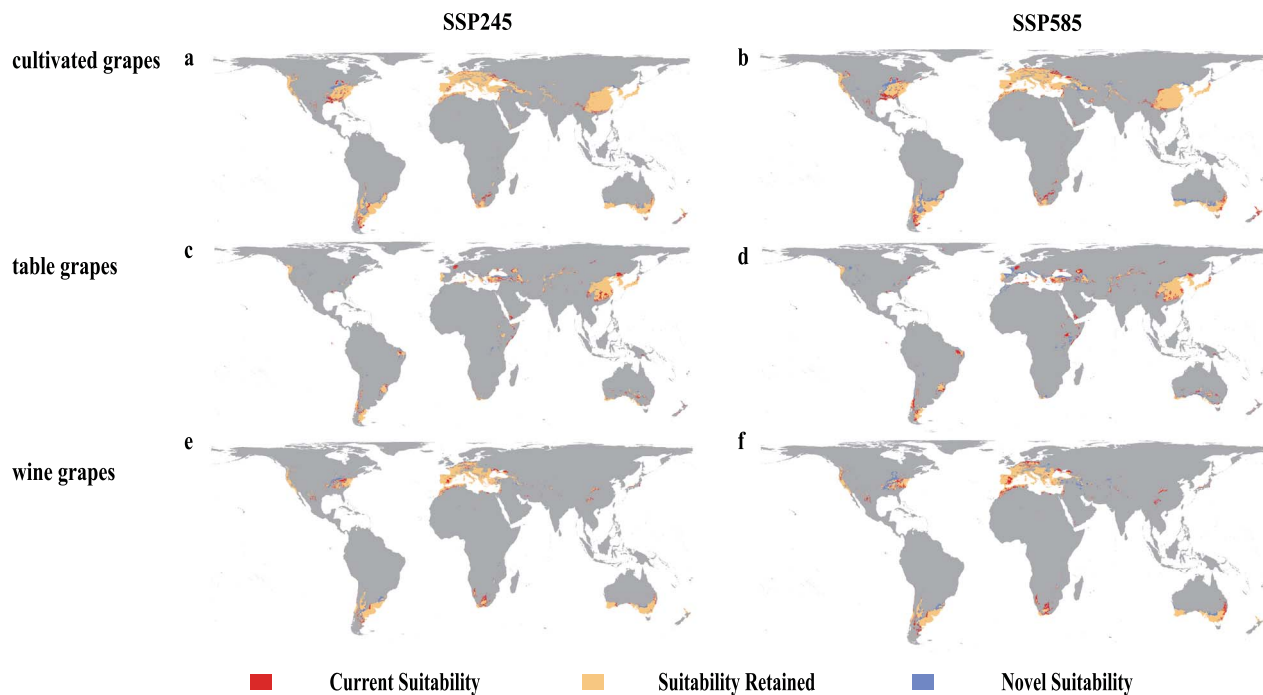 SSP245
SSP585
cultivated grapes
a
b
table grapes
c
d
wine grapes
e
f
Current Suitability
Suitability Retained
Novel Suitability